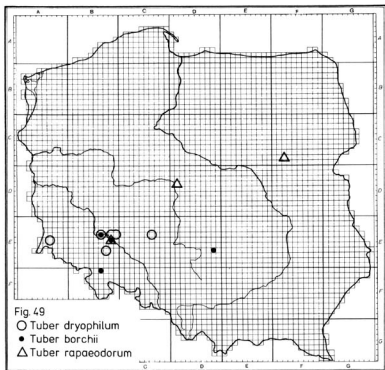 A B C D E F G
A
B
C
D
E
F
A
B
C
D
E
F
G
C D E F G
Fig. 49
Tuber dryophilum
Tuber borchii
Tuber rapaeodorum